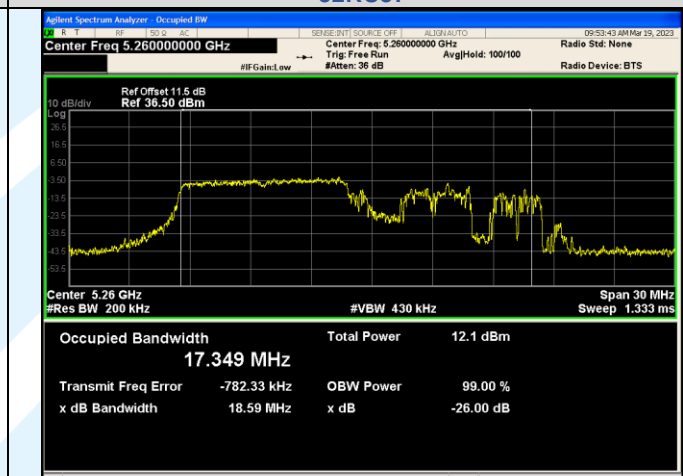 Agilent Spectrum Analyzer - Occupied BW
R T RF 50 Ω AC SENSE:INT SOURCE OFF ALIGN AUTO 09:53:43 AM Mar 19, 2023
Center Freq 5.260000000 GHz Center Freq: 5.260000000 GHz Radio Std: None
Trig: Free Run Avg|Hold: 100/100
#IFGain:Low #Atten: 36 dB Radio Device: BTS
Ref Offset 11.5 dB
10 dB/div Ref 36.50 dBm
Log
26.5
16.5
6.50
-3.50
-13.5
-23.5
-33.5
-43.5
-53.5
Center 5.26 GHz Span 30 MHz
#Res BW 200 kHz #VBW 430 kHz Sweep 1.333 ms
Occupied Bandwidth Total Power 12.1 dBm
17.349 MHz
Transmit Freq Error -782.33 kHz OBW Power 99.00 %
x dB Bandwidth 18.59 MHz x dB -26.00 dB